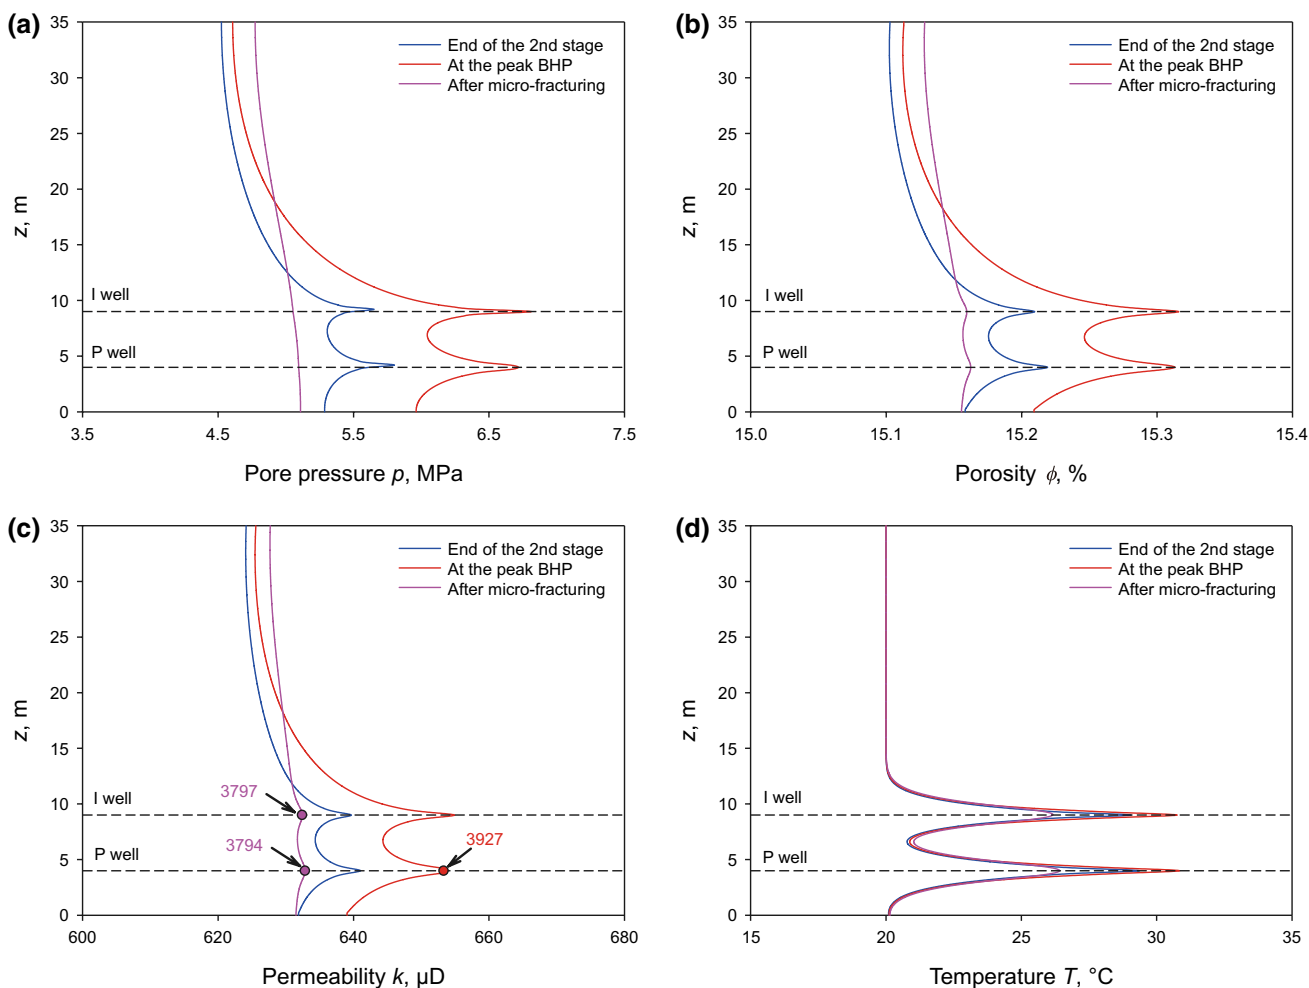 (a)
35
30
25
20
15
10
5
0
z, m
End of the 2nd stage
At the peak BHP
After micro-fracturing
I well
P well
3.5 4.5 5.5 6.5 7.5
Pore pressure p, MPa
(b)
35
30
25
20
15
10
5
0
z, m
End of the 2nd stage
At the peak BHP
After micro-fracturing
I well
P well
15.0 15.1 15.2 15.3 15.4
Porosity ϕ, %
(c)
35
30
25
20
15
10
5
0
z, m
End of the 2nd stage
At the peak BHP
After micro-fracturing
I well
3797
P well
3794
3927
600 620 640 660 680
Permeability k, μD
(d)
35
30
25
20
15
10
5
0
z, m
End of the 2nd stage
At the peak BHP
After micro-fracturing
I well
P well
15 20 25 30 35
Temperature T, °C